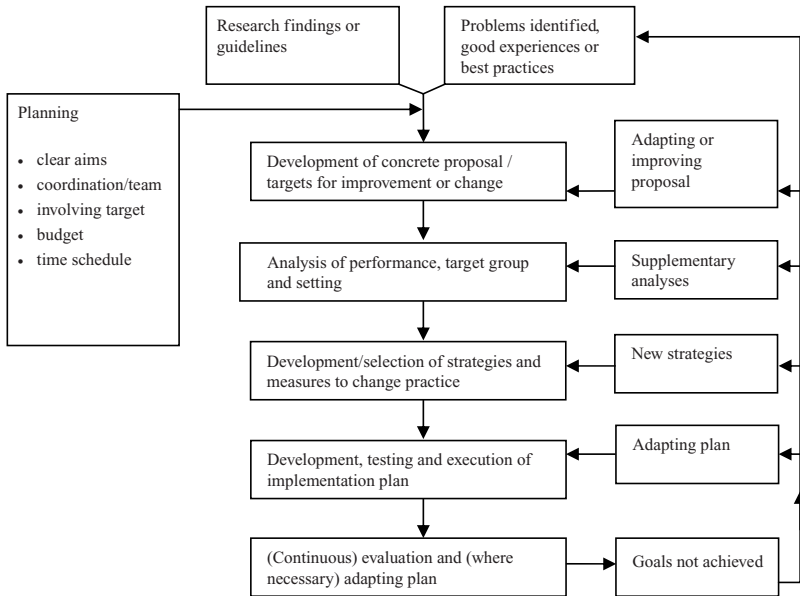 Research findings or
guidelines
Problems identified,
good experiences or
best practices
Planning
• clear aims
• coordination/team
• involving target
• budget
• time schedule
Development of concrete proposal /
targets for improvement or change
Adapting or
improving
proposal
Analysis of performance, target group
and setting
Supplementary
analyses
Development/selection of strategies and
measures to change practice
New strategies
Development, testing and execution of
implementation plan
Adapting plan
(Continuous) evaluation and (where
necessary) adapting plan
Goals not achieved